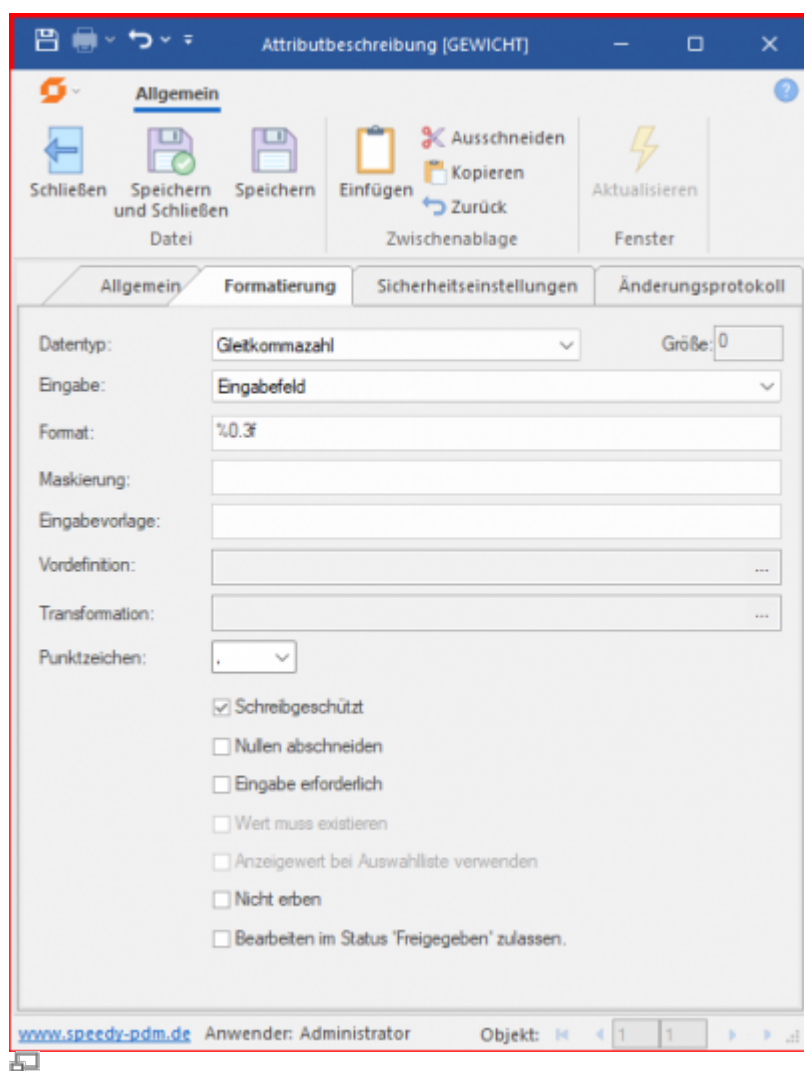 Attributbeschreibung [GEWICHT]
Allgemein
Schließen
Speichern
und Schließen
Speichern
Einfügen
Ausschneiden
Kopieren
Zurück
Aktualisieren
Datei
Zwischenablage
Fenster
Allgemein
Formatierung
Sicherheitseinstellungen
Änderungsprotokoll
Datentyp:
Gleitkommazahl
Größe:
0
Eingabe:
Eingabefeld
Format:
%0.3f
Maskierung:
Eingabevorlage:
Vordefinition:
...
Transformation:
...
Punktzeichen:
,
Schreibgeschützt
Nullen abschneiden
Eingabe erforderlich
Wert muss existieren
Anzeigewert bei Auswahlliste verwenden
Nicht erben
Bearbeiten im Status 'Freigegeben' zulassen.
www.speedy-pdm.de Anwender: Administrator Objekt: 1 1